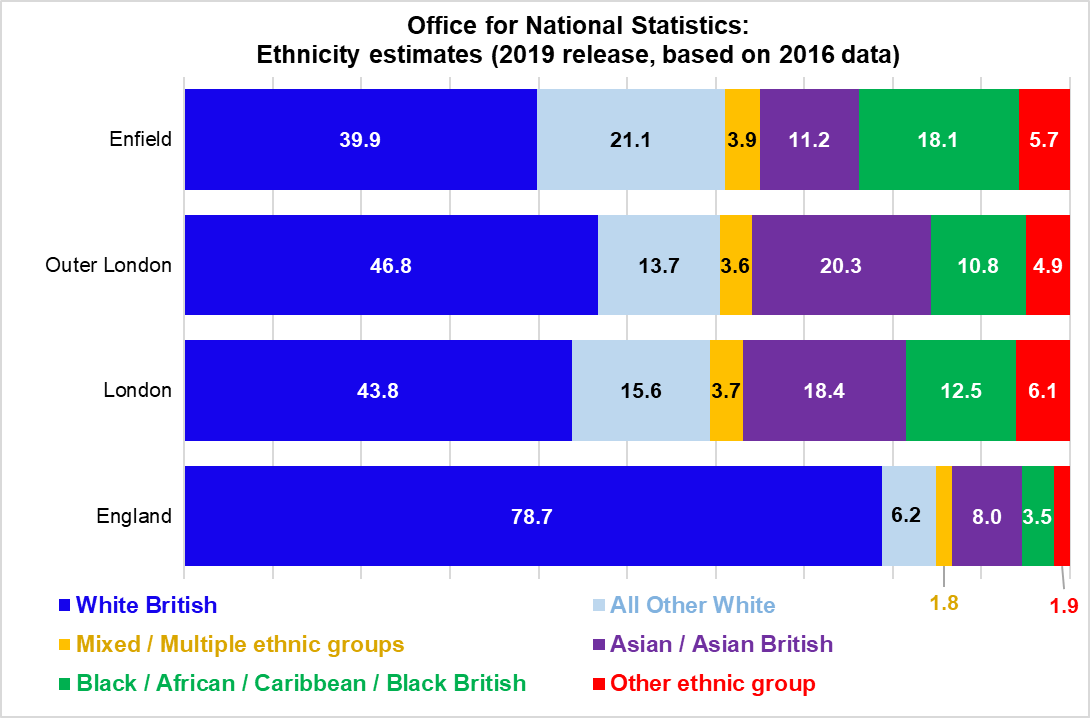 Office for National Statistics:
Ethnicity estimates (2019 release, based on 2016 data)
Enfield 39.9 21.1 3.9 11.2 18.1 5.7
Outer London 46.8 13.7 3.6 20.3 10.8 4.9
London 43.8 15.6 3.7 18.4 12.5 6.1
England 78.7 6.2 8.0 3.5
1.8 1.9
White British All Other White
Mixed / Multiple ethnic groups Asian / Asian British
Black / African / Caribbean / Black British Other ethnic group